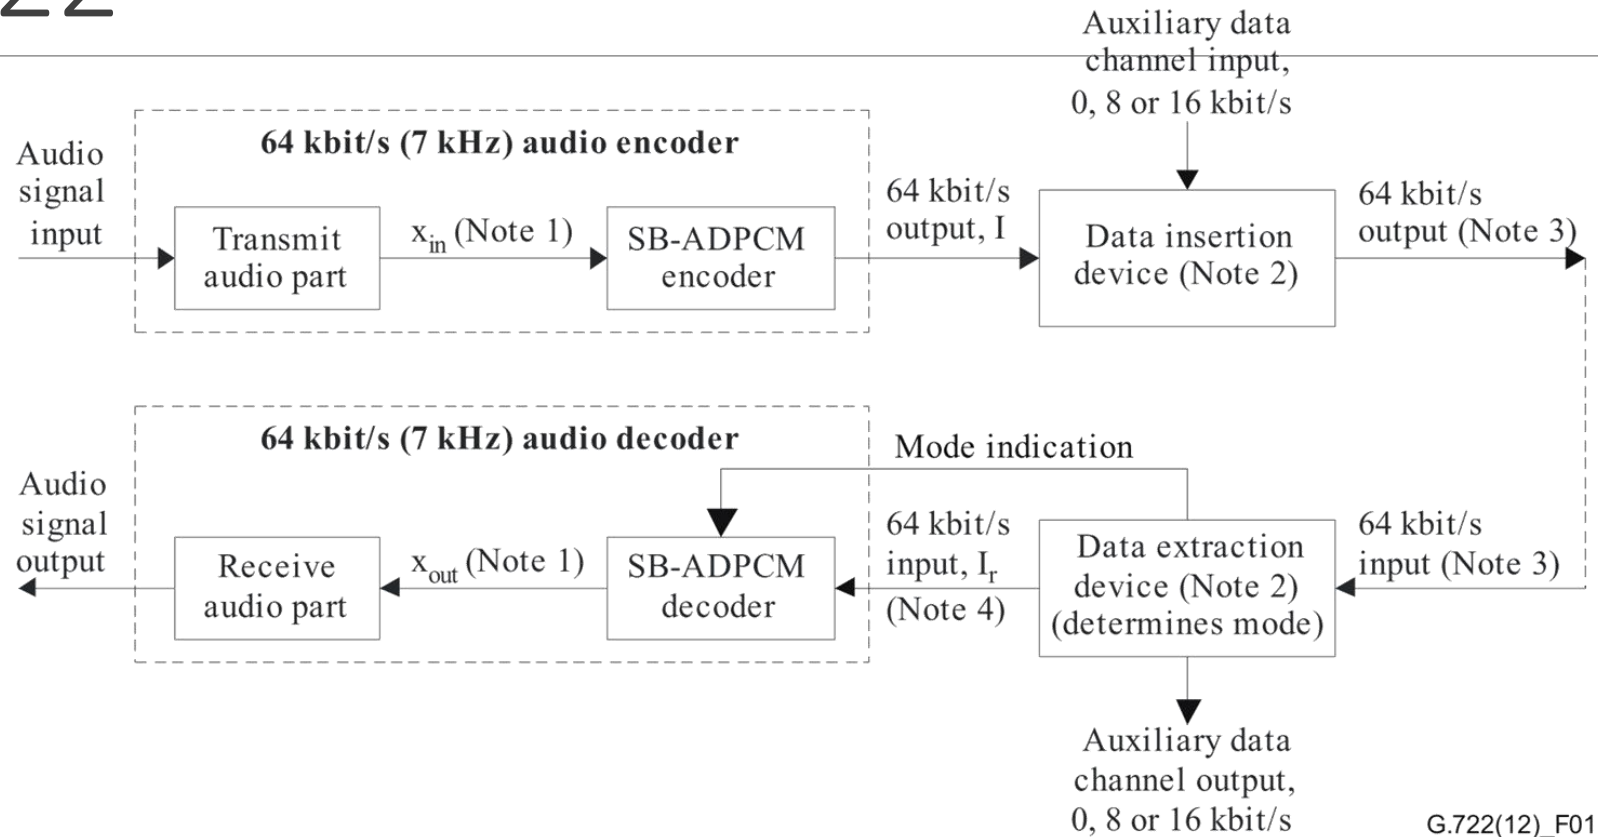 Auxiliary data
channel input,
0, 8 or 16 kbit/s
64 kbit/s (7 kHz) audio encoder
Audio
signal
input
Transmit
audio part
xin (Note 1)
SB-ADPCM
encoder
64 kbit/s
output, I
Data insertion
device (Note 2)
64 kbit/s
output (Note 3)
64 kbit/s (7 kHz) audio decoder
Mode indication
Audio
signal
output
Receive
audio part
xout (Note 1)
SB-ADPCM
decoder
64 kbit/s
input, Ir
(Note 4)
Data extraction
device (Note 2)
(determines mode)
64 kbit/s
input (Note 3)
Auxiliary data
channel output,
0, 8 or 16 kbit/s
G.722(12)_F01